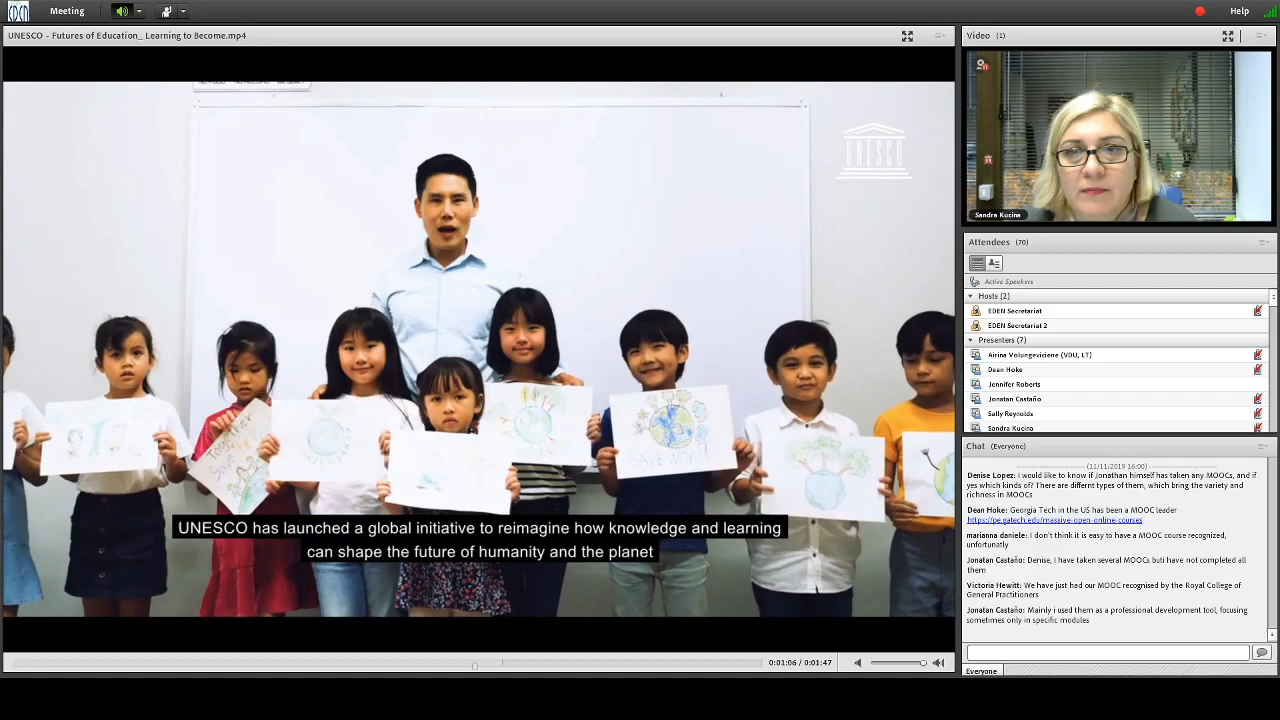 EDEN
Meeting
Help
UNESCO - Futures of Education_ Learning to Become.mp4
UNESCO
SAVE WORLD
UNESCO has launched a global initiative to reimagine how knowledge and learning
can shape the future of humanity and the planet
0:01:06 / 0:01:47
Video (1)
Sandra Kucina
Attendees (70)
Active Speakers
Hosts (2)
EDEN Secretariat
EDEN Secretariat 2
Presenters (7)
Airina Volungeviciene (VDU, LT)
Dean Hoke
Jennifer Roberts
Jonatan Castaño
Sally Reynolds
Sandra Kucina
Chat (Everyone)
(11/11/2019 16:00)
Denise Lopez: I would like to know if Jonathan himself has taken any MOOCs, and if
yes which kinds of? There are differnt types of them, which bring the variety and
richness in MOOCs
Dean Hoke: Georgia Tech in the US has been a MOOC leader
https://pe.gatech.edu/massive-open-online-courses
marianna daniele: I don't think it is easy to have a MOOC course recognized,
unfortunatly
Jonatan Castaño: Denise, I have taken several MOOCs buti have not completed all
them
Victoria Hewitt: We have just had our MOOC recognised by the Royal College of
General Practitioners
Jonatan Castaño: Mainly i used them as a professional development tool, focusing
sometimes only in specific modules
Everyone